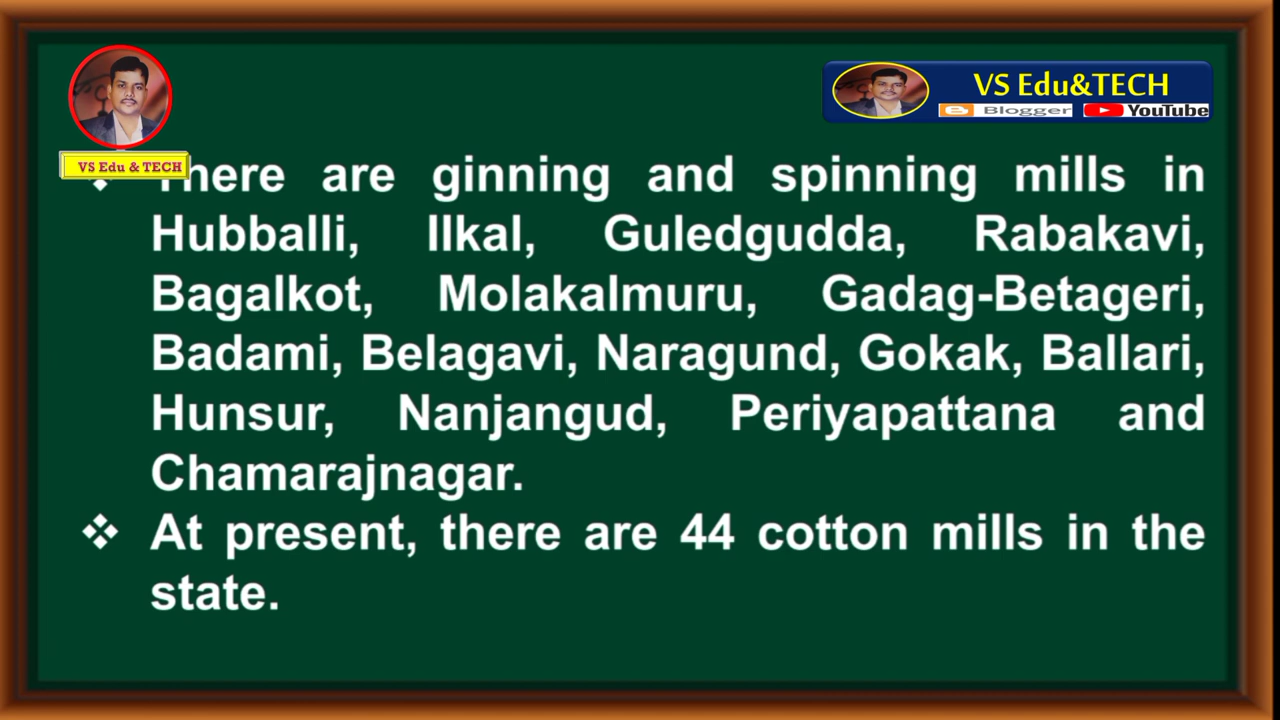 VS Edu&TECH
Blogger YouTube
VS Edu & TECH
There are ginning and spinning mills in
Hubballi, Ilkal, Guledgudda, Rabakavi,
Bagalkot, Molakalmuru, Gadag-Betageri,
Badami, Belagavi, Naragund, Gokak, Ballari,
Hunsur, Nanjangud, Periyapattana and
Chamarajnagar.
❖ At present, there are 44 cotton mills in the
state.